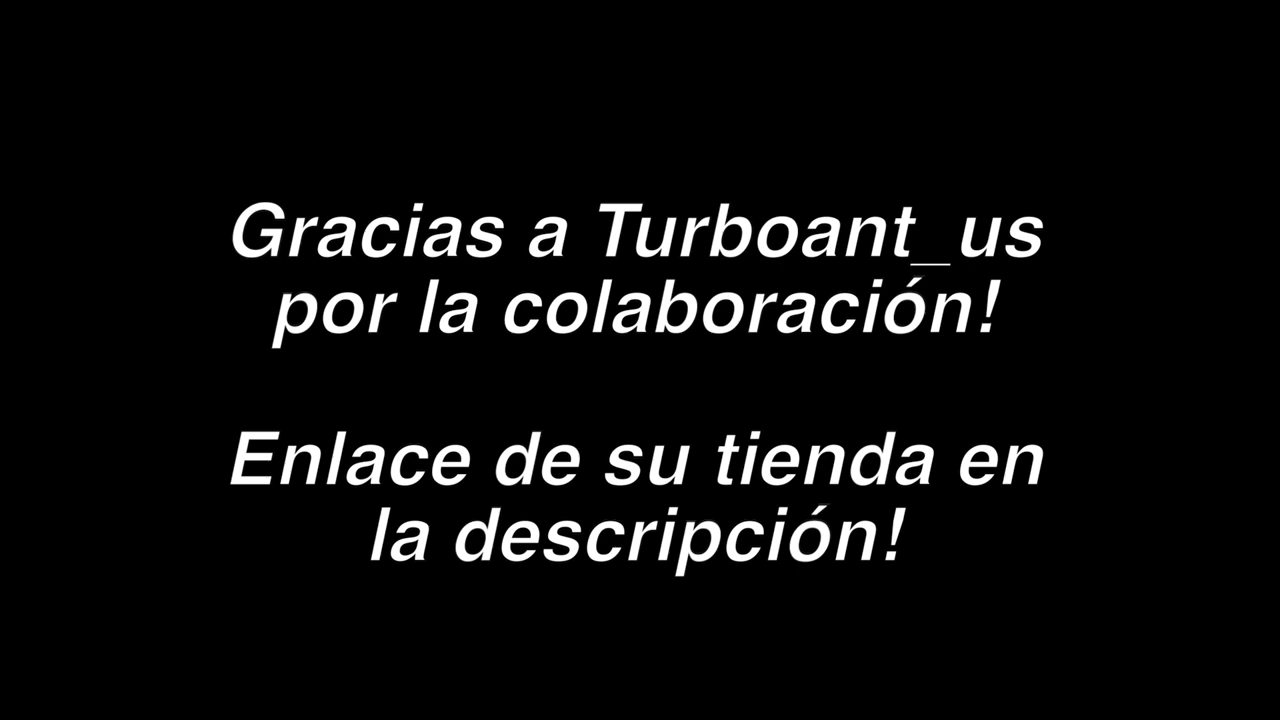 Gracias a Turboant_us
por la colaboración!
Enlace de su tienda en
la descripción!